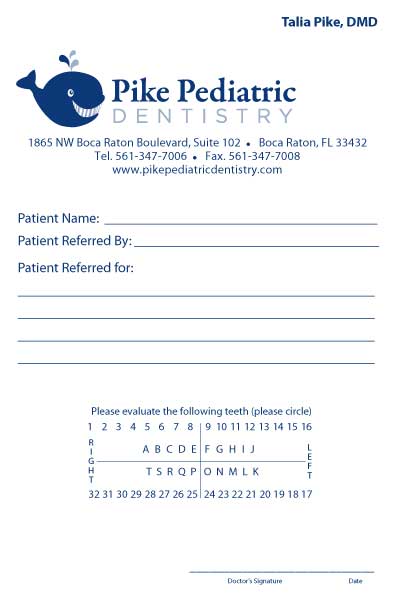 Talia Pike, DMD
Pike Pediatric
DENTISTRY
1865 NW Boca Raton Boulevard, Suite 102 • Boca Raton, FL 33432
Tel. 561-347-7006 • Fax. 561-347-7008
www.pikepediatricdentistry.com
Patient Name:
Patient Referred By:
Patient Referred for:
Please evaluate the following teeth (please circle)
1 2 3 4 5 6 7 8 9 10 11 12 13 14 15 16
RIGHT
A B C D E F G H I J
LEFT
T S R Q P O N M L K
32 31 30 29 28 27 26 25 24 23 22 21 20 19 18 17
Doctor's Signature Date